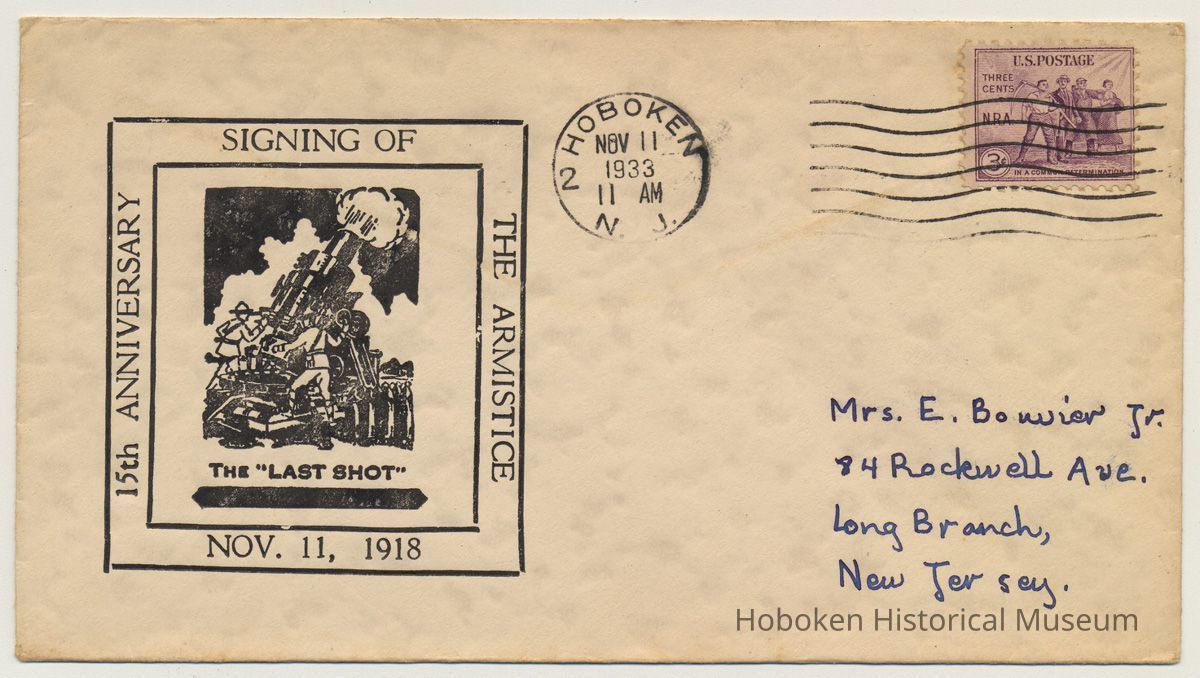 SIGNING OF
15th ANNIVERSARY
THE ARMISTICE
THE "LAST SHOT"
NOV. 11, 1918
HOBOKEN
NOV 11
1933
11 AM
2
N. J.
U.S. POSTAGE
THREE
CENTS
N.R.A.
3¢
IN A COMMON DETERMINATION
Mrs. E. Bouvier Jr.
84 Rockwell Ave.
Long Branch,
New Jersey.
Hoboken Historical Museum